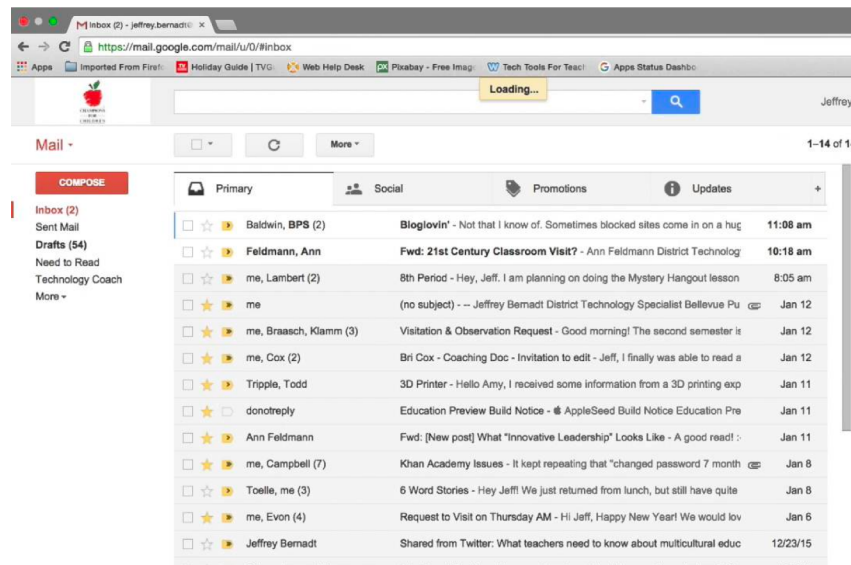 Inbox (2) - jeffrey.bernadt@ ×
https://mail.google.com/mail/u/0/#inbox
Apps Imported From Firefo Holiday Guide | TVG Web Help Desk Pixabay - Free Image Tech Tools For Teach Apps Status Dashbo
Loading...
CHAMPIONS
FOR
CHILDREN
Jeffrey
Mail
More
1–14 of 1
COMPOSE
Primary Social Promotions Updates +
Inbox (2)
Sent Mail
Drafts (54)
Need to Read
Technology Coach
More
Baldwin, BPS (2) Bloglovin' - Not that I know of. Sometimes blocked sites come in on a hug 11:08 am
Feldmann, Ann Fwd: 21st Century Classroom Visit? - Ann Feldmann District Technolog 10:18 am
me, Lambert (2) 8th Period - Hey, Jeff. I am planning on doing the Mystery Hangout lesson 8:05 am
me (no subject) - -- Jeffrey Bernadt District Technology Specialist Bellevue Pu Jan 12
me, Braasch, Klamm (3) Visitation & Observation Request - Good morning! The second semester is Jan 12
me, Cox (2) Bri Cox - Coaching Doc - Invitation to edit - Jeff, I finally was able to read a Jan 12
Tripple, Todd 3D Printer - Hello Amy, I received some information from a 3D printing exp Jan 11
donotreply Education Preview Build Notice - AppleSeed Build Notice Education Pre Jan 11
Ann Feldmann Fwd: [New post] What "Innovative Leadership" Looks Like - A good read! : Jan 11
me, Campbell (7) Khan Academy Issues - It kept repeating that "changed password 7 month Jan 8
Toelle, me (3) 6 Word Stories - Hey Jeff! We just returned from lunch, but still have quite Jan 8
me, Evon (4) Request to Visit on Thursday AM - Hi Jeff, Happy New Year! We would lov Jan 6
Jeffrey Bernadt Shared from Twitter: What teachers need to know about multicultural educ 12/23/15